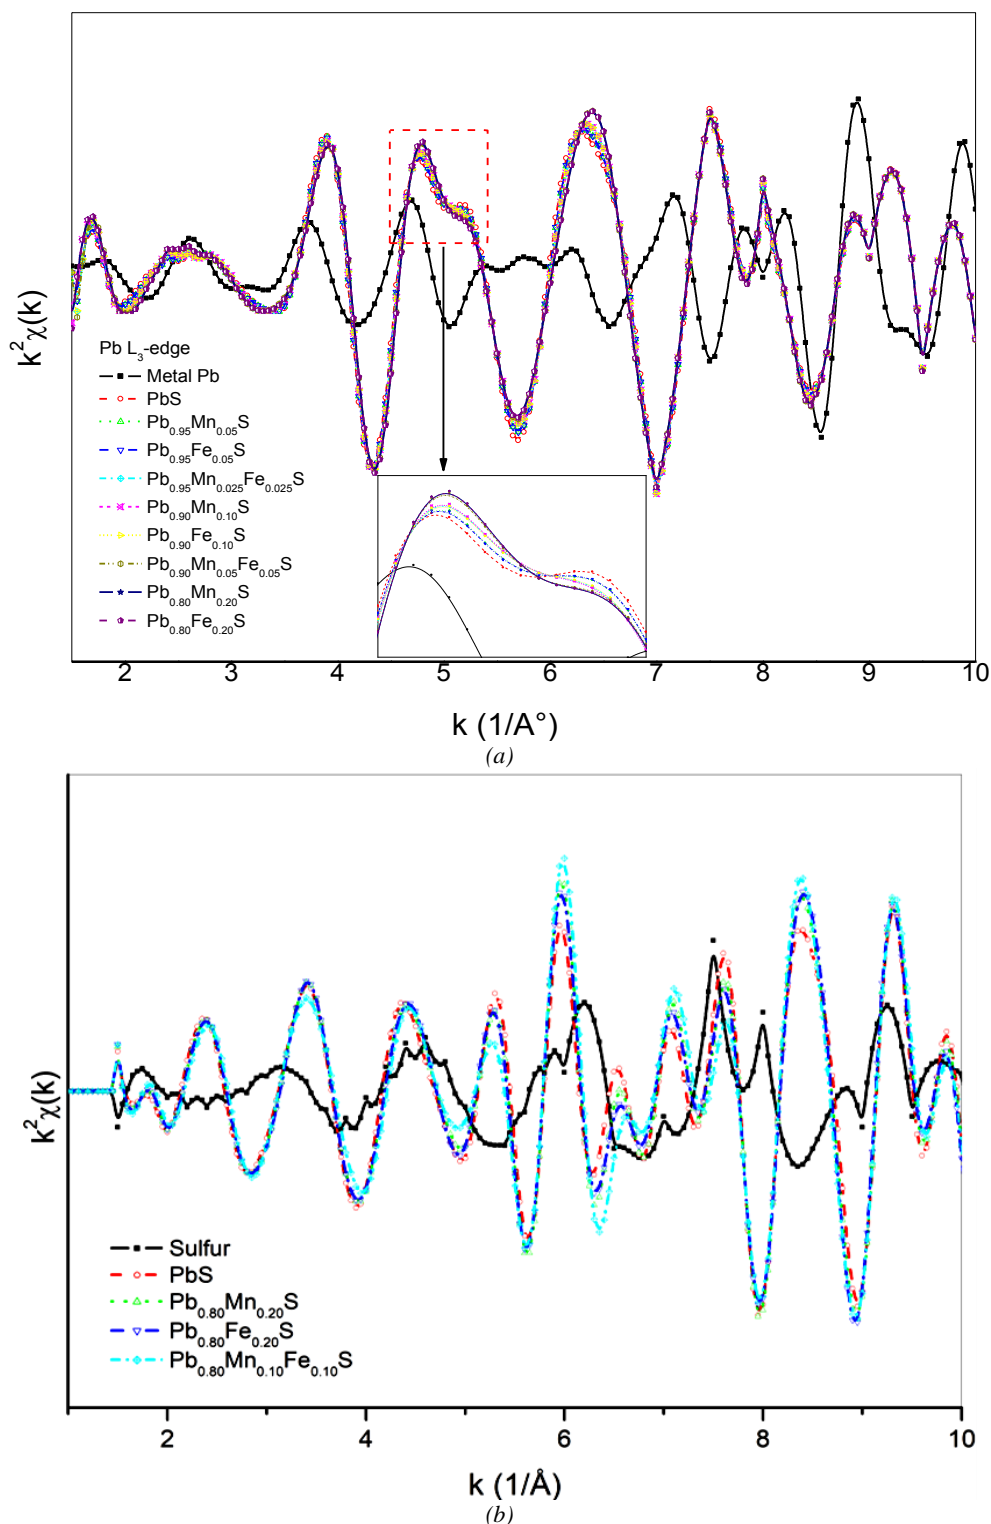 k²χ(k)
Pb L₃-edge
Metal Pb
PbS
Pb₀.₉₅Mn₀.₀₅S
Pb₀.₉₅Fe₀.₀₅S
Pb₀.₉₅Mn₀.₀₂₅Fe₀.₀₂₅S
Pb₀.₉₀Mn₀.₁₀S
Pb₀.₉₀Fe₀.₁₀S
Pb₀.₉₀Mn₀.₀₅Fe₀.₀₅S
Pb₀.₈₀Mn₀.₂₀S
Pb₀.₈₀Fe₀.₂₀S
2 3 4 5 6 7 8 9 10
k (1/A°)
(a)
k²χ(k)
Sulfur
PbS
Pb₀.₈₀Mn₀.₂₀S
Pb₀.₈₀Fe₀.₂₀S
Pb₀.₈₀Mn₀.₁₀Fe₀.₁₀S
2 4 6 8 10
k (1/Å)
(b)